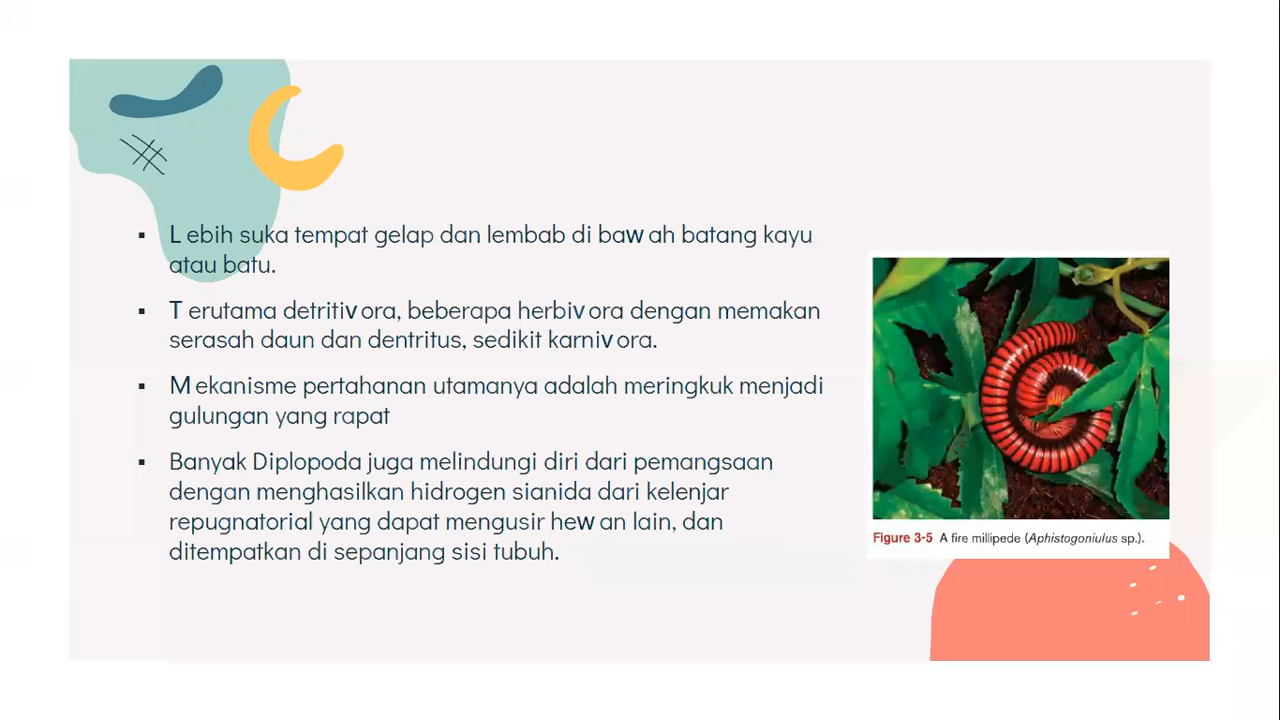 ▪ Lebih suka tempat gelap dan lembab di bawah batang kayu
atau batu.
▪ Terutama detritivora, beberapa herbivora dengan memakan
serasah daun dan dentritus, sedikit karnivora.
▪ Mekanisme pertahanan utamanya adalah meringkuk menjadi
gulungan yang rapat
▪ Banyak Diplopoda juga melindungi diri dari pemangsaan
dengan menghasilkan hidrogen sianida dari kelenjar
repugnatorial yang dapat mengusir hewan lain, dan
ditempatkan di sepanjang sisi tubuh.
Figure 3-5 A fire millipede (Aphistogoniulus sp.).